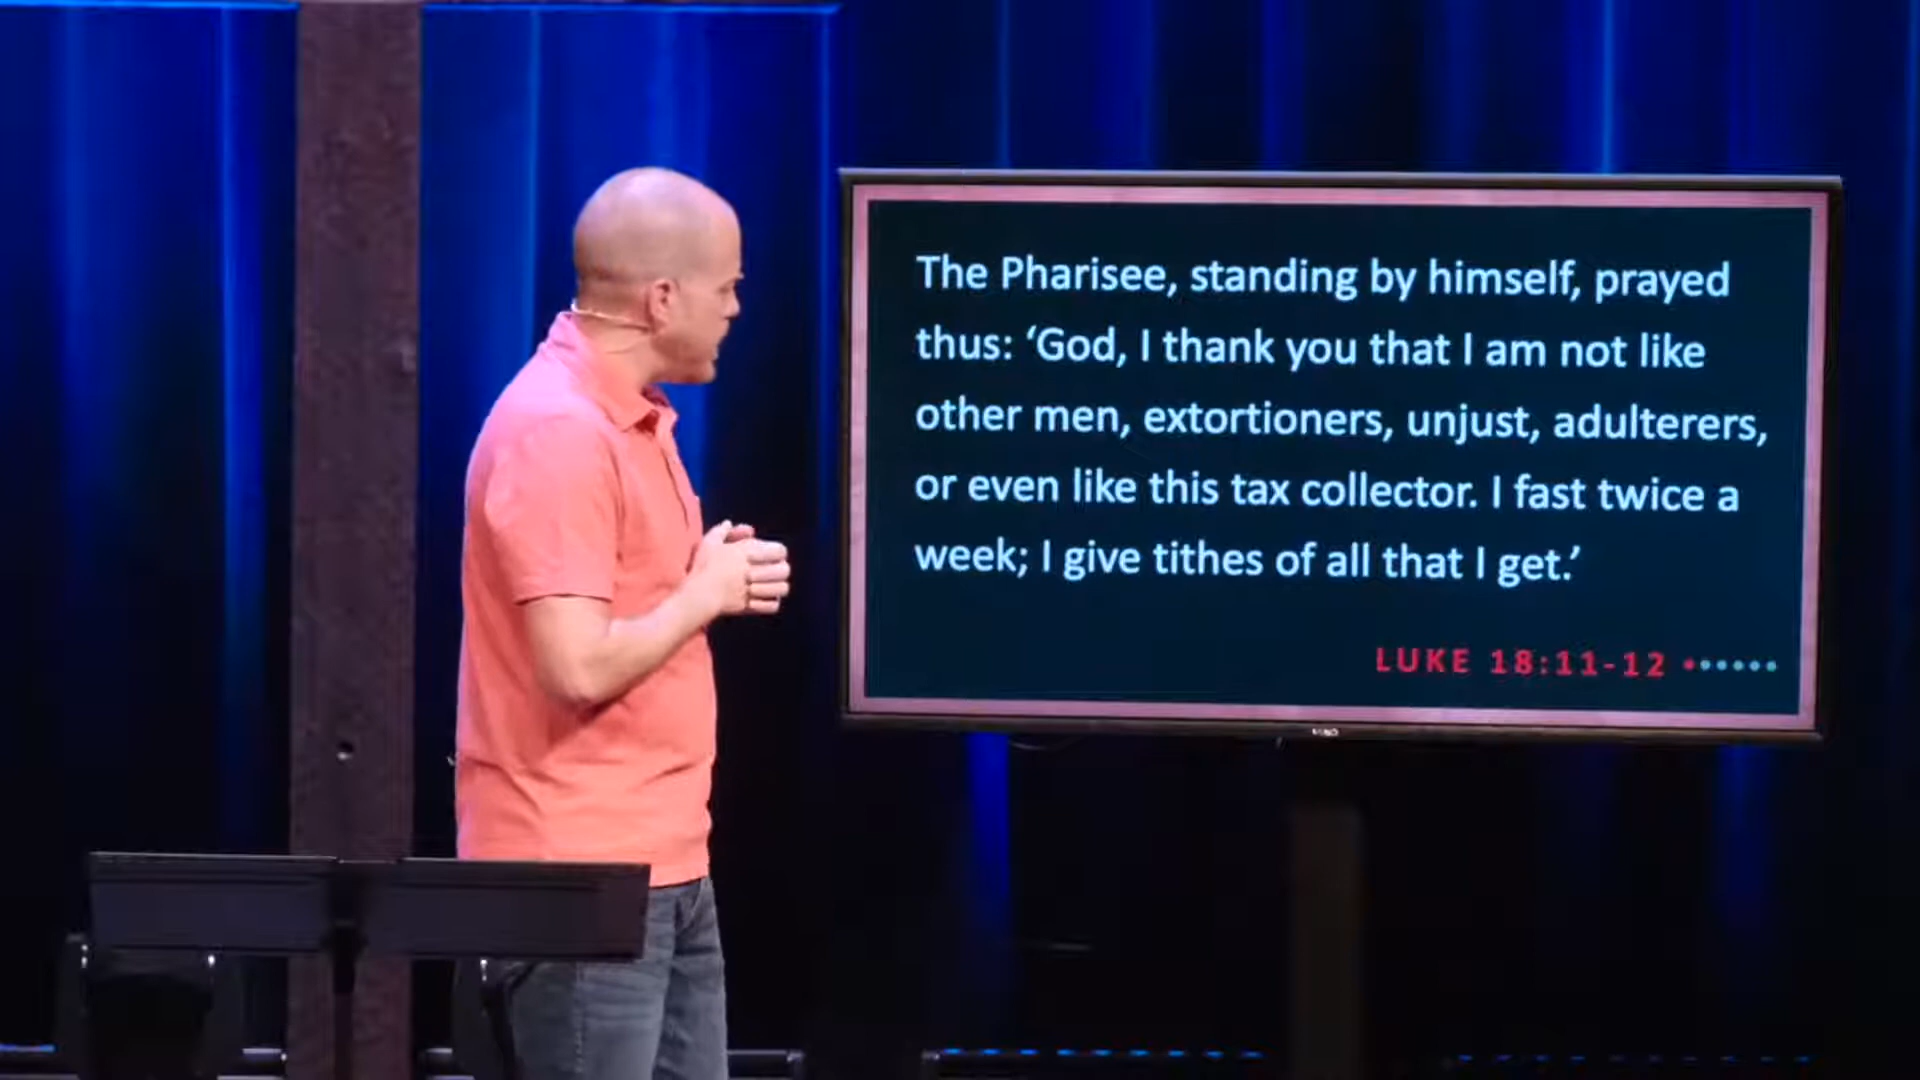 The Pharisee, standing by himself, prayed
thus: ‘God, I thank you that I am not like
other men, extortioners, unjust, adulterers,
or even like this tax collector. I fast twice a
week; I give tithes of all that I get.’
LUKE 18:11-12